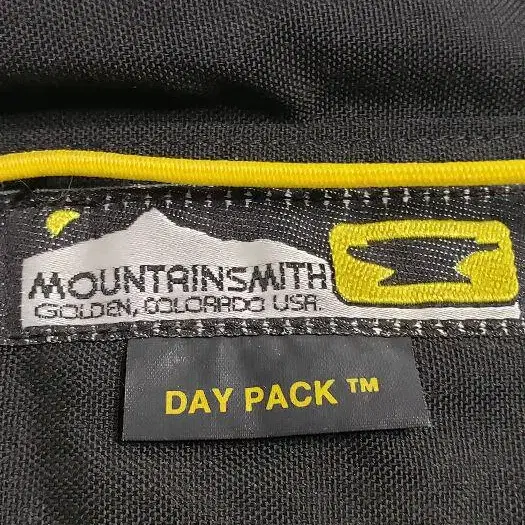 MOUNTAINSMITH
GOLDEN, COLORADO USA.
DAY PACK ™